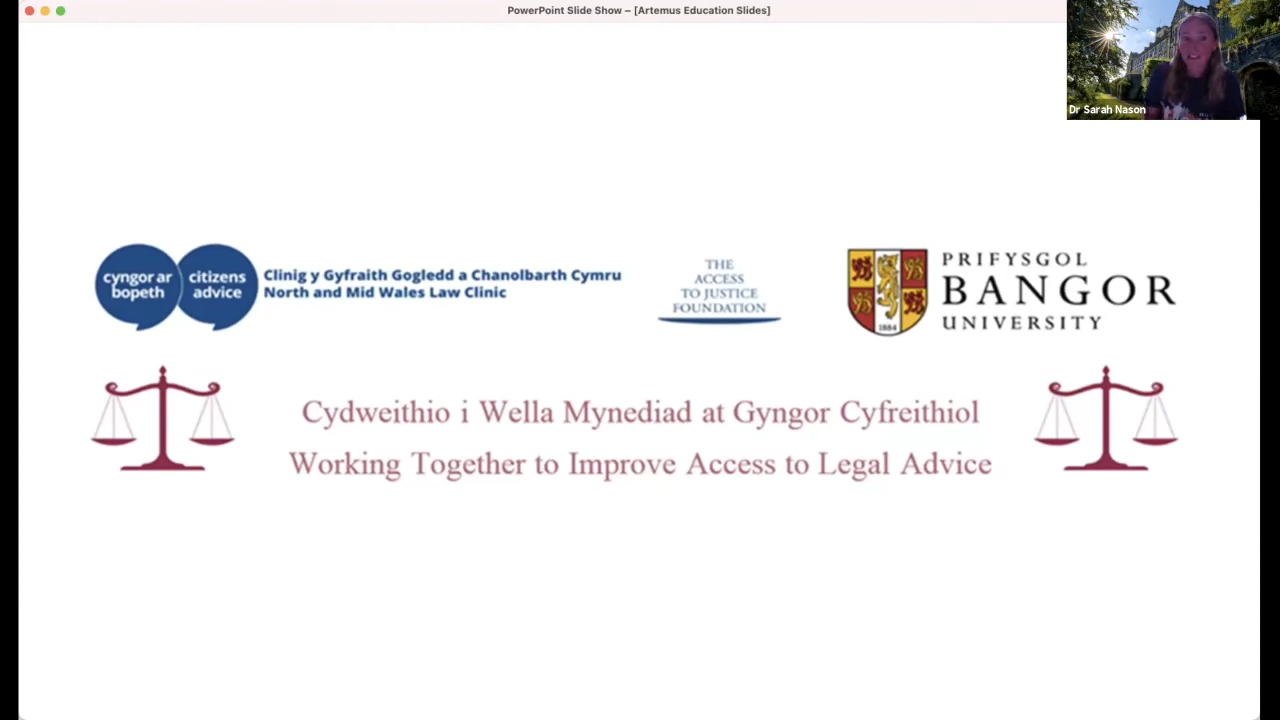 PowerPoint Slide Show – [Artemus Education Slides]
Dr Sarah Nason
cyngor ar
bopeth
citizens
advice
Clinig y Gyfraith Gogledd a Chanolbarth Cymru
North and Mid Wales Law Clinic
THE
ACCESS
TO JUSTICE
FOUNDATION
PRIFYSGOL
BANGOR
UNIVERSITY
1884
Cydweithio i Wella Mynediad at Gyngor Cyfreithiol
Working Together to Improve Access to Legal Advice